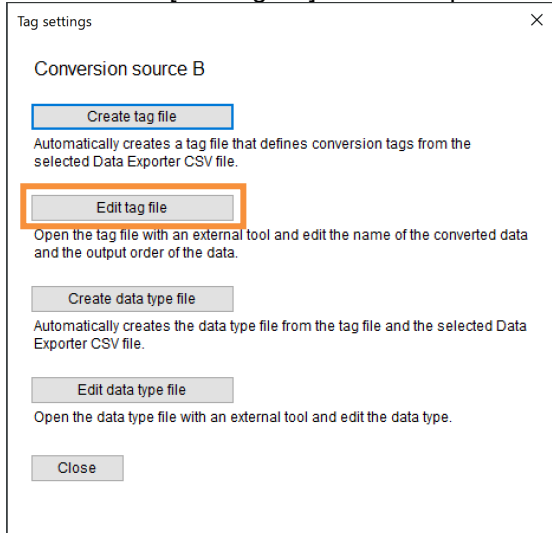 Tag settings
Conversion source B
Create tag file
Automatically creates a tag file that defines conversion tags from the
selected Data Exporter CSV file.
Edit tag file
Open the tag file with an external tool and edit the name of the converted data
and the output order of the data.
Create data type file
Automatically creates the data type file from the tag file and the selected Data
Exporter CSV file.
Edit data type file
Open the data type file with an external tool and edit the data type.
Close